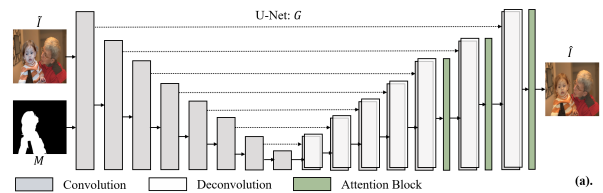 U-Net: G
Ĩ
Î
M
(a).
Convolution
Deconvolution
Attention Block